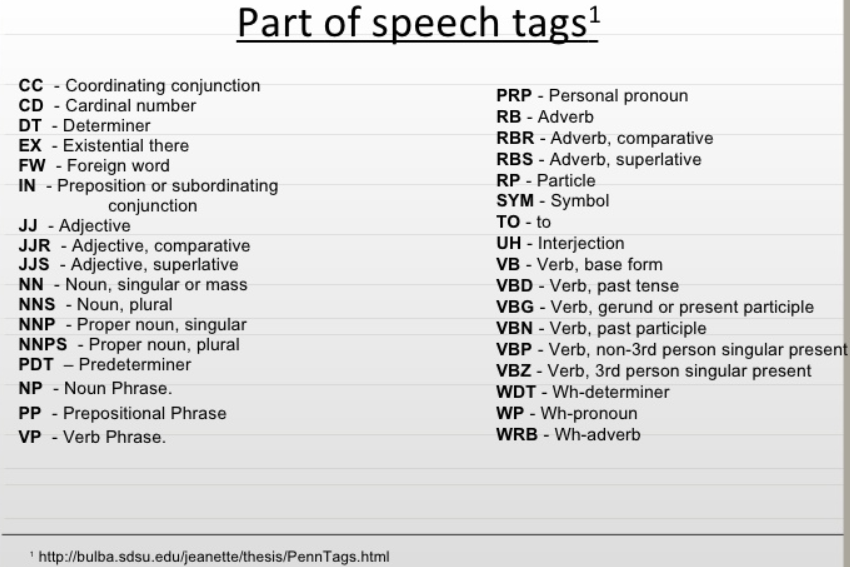 Part of speech tags1
CC - Coordinating conjunction
CD - Cardinal number
DT - Determiner
EX - Existential there
FW - Foreign word
IN - Preposition or subordinating
conjunction
JJ - Adjective
JJR - Adjective, comparative
JJS - Adjective, superlative
NN - Noun, singular or mass
NNS - Noun, plural
NNP - Proper noun, singular
NNPS - Proper noun, plural
PDT – Predeterminer
NP - Noun Phrase.
PP - Prepositional Phrase
VP - Verb Phrase.
PRP - Personal pronoun
RB - Adverb
RBR - Adverb, comparative
RBS - Adverb, superlative
RP - Particle
SYM - Symbol
TO - to
UH - Interjection
VB - Verb, base form
VBD - Verb, past tense
VBG - Verb, gerund or present participle
VBN - Verb, past participle
VBP - Verb, non-3rd person singular present
VBZ - Verb, 3rd person singular present
WDT - Wh-determiner
WP - Wh-pronoun
WRB - Wh-adverb
1 http://bulba.sdsu.edu/jeanette/thesis/PennTags.html